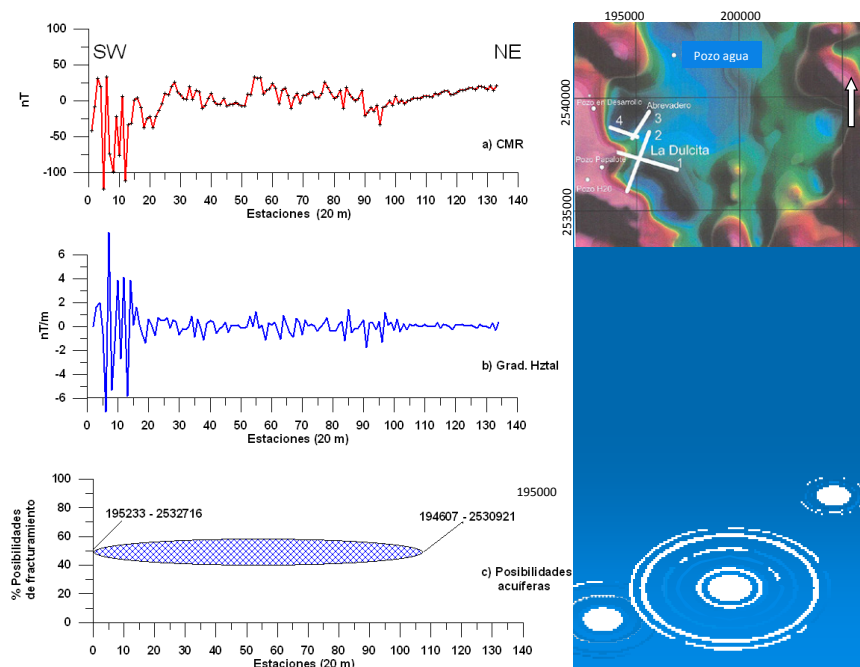 100
50
0
-50
-100
nT
SW
NE
a) CMR
0 10 20 30 40 50 60 70 80 90 100 110 120 130 140
Estaciones (20 m)
6
4
2
0
-2
-4
-6
nT/m
b) Grad. Hztal
0 10 20 30 40 50 60 70 80 90 100 110 120 130 140
Estaciones (20 m)
100
80
60
40
20
0
% Posibilidades
de fracturamiento
195233 - 2532716
194607 - 2530921
c) Posibilidades
acuíferas
0 10 20 30 40 50 60 70 80 90 100 110 120 130 140
Estaciones (20 m)
195000
200000
Pozo agua
2540000
Pozo en Desarrollo
Abrevadero
4
3
2
La Dulcita
Pozo Papalote
1
Pozo H20
2535000
195000